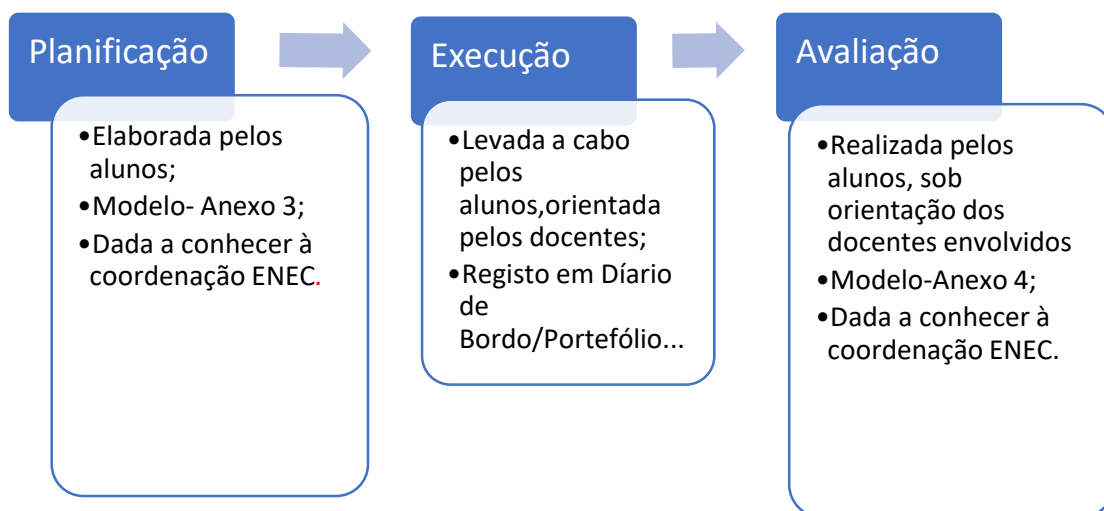 Planificação
•Elaborada pelos
alunos;
•Modelo- Anexo 3;
•Dada a conhecer à
coordenação ENEC.
Execução
•Levada a cabo
pelos
alunos,orientada
pelos docentes;
•Registo em Díario
de
Bordo/Portefólio...
Avaliação
•Realizada pelos
alunos, sob
orientação dos
docentes envolvidos
•Modelo-Anexo 4;
•Dada a conhecer à
coordenação ENEC.